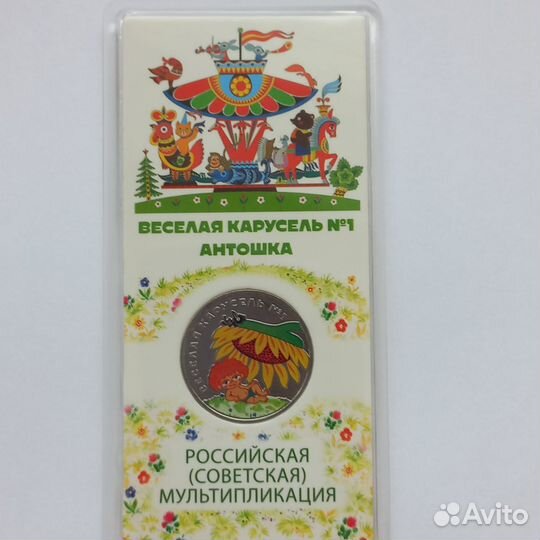 ВЕСЕЛАЯ КАРУСЕЛЬ №1
АНТОШКА
ВЕСЕЛАЯ КАРУСЕЛЬ №1
РОССИЙСКАЯ
(СОВЕТСКАЯ)
МУЛЬТИПЛИКАЦИЯ
Avito